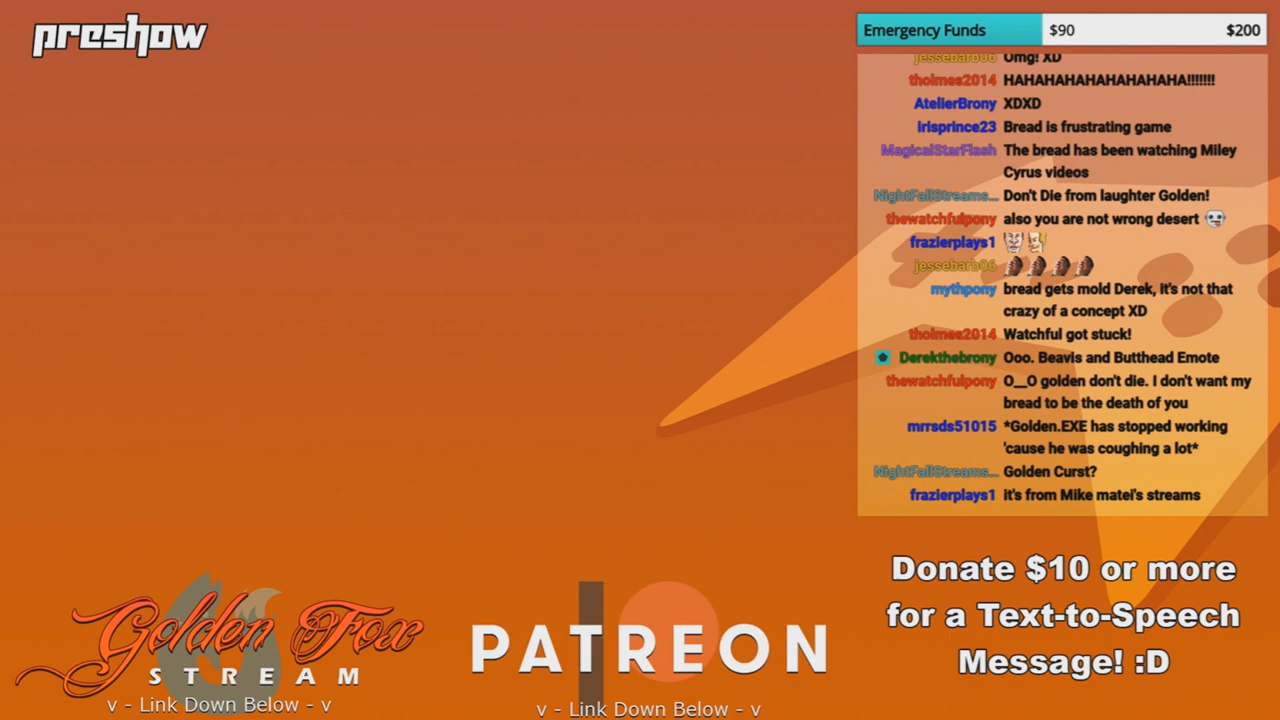 preshow
Emergency Funds $90 $200
jessebarb06 Omg! XD
tholmes2014 HAHAHAHAHAHAHAHAHA!!!!!!!
AtelierBrony XDXD
irisprince23 Bread is frustrating game
MagicalStarFlash The bread has been watching Miley
Cyrus videos
NightFallStreams... Don't Die from laughter Golden!
thewatchfulpony also you are not wrong desert
frazierplays1
jessebarb06
mythpony bread gets mold Derek, it's not that
crazy of a concept XD
tholmes2014 Watchful got stuck!
Derekthebrony Ooo. Beavis and Butthead Emote
thewatchfulpony O__O golden don't die. I don't want my
bread to be the death of you
mrrsds51015 *Golden.EXE has stopped working
'cause he was coughing a lot*
NightFallStreams... Golden Curst?
frazierplays1 it's from Mike matei's streams
Donate $10 or more
for a Text-to-Speech
Message! :D
Golden Fox
STREAM
v - Link Down Below - v
PATREON
v - Link Down Below - v